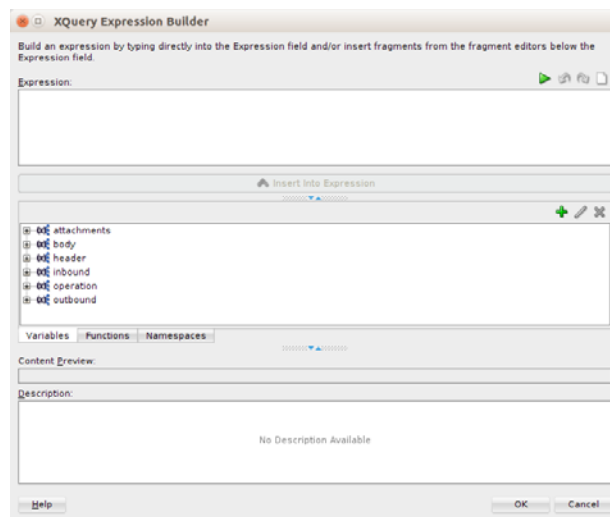 XQuery Expression Builder
Build an expression by typing directly into the Expression field and/or insert fragments from the fragment editors below the
Expression field.
Expression:
Insert Into Expression
attachments
body
header
inbound
operation
outbound
Variables Functions Namespaces
Content Preview:
Description:
No Description Available
Help OK Cancel